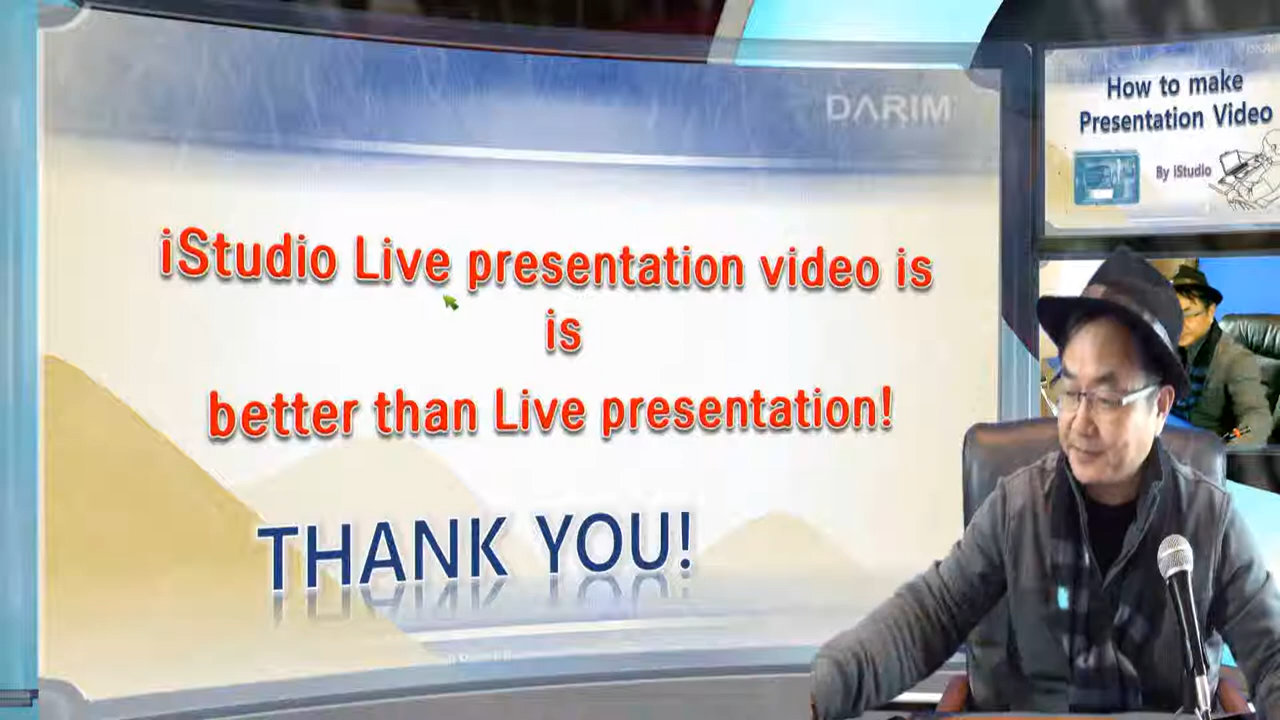 DARIM
iStudio Live presentation video is
is
better than Live presentation!
THANK YOU!
How to make
Presentation Video
By iStudio